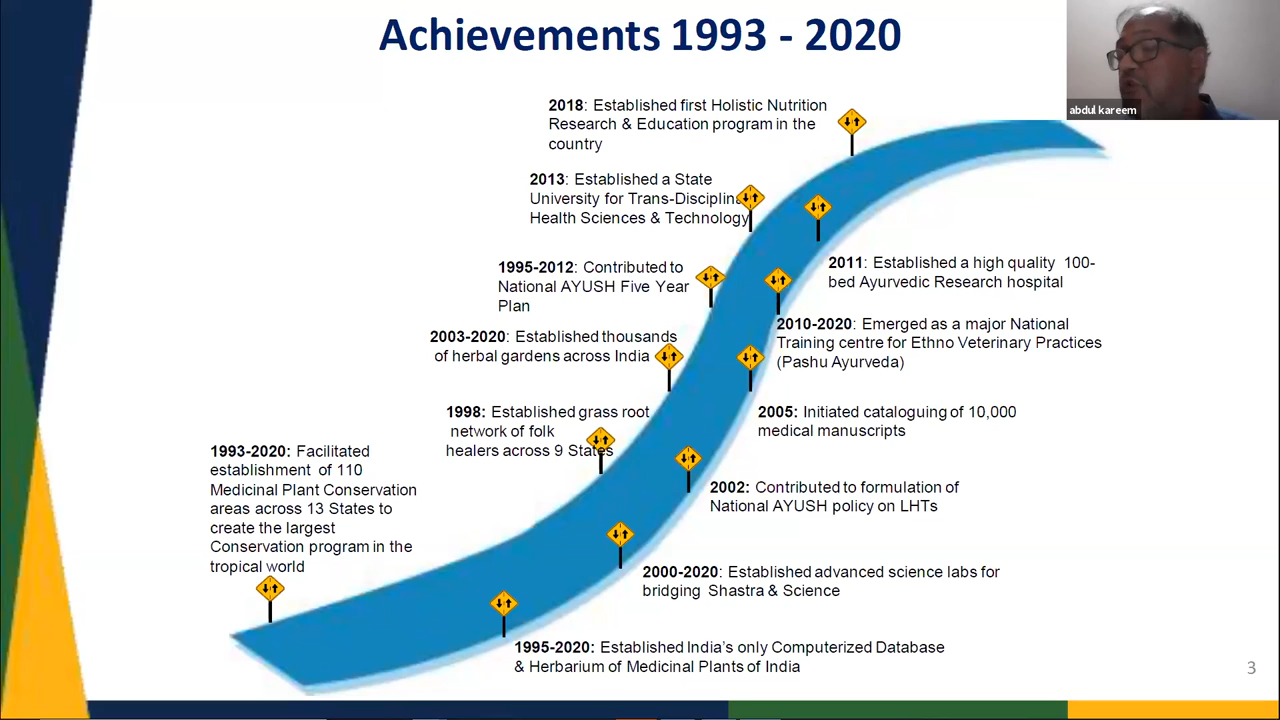 Achievements 1993 - 2020
abdul kareem
2018: Established first Holistic Nutrition
Research & Education program in the
country
2013: Established a State
University for Trans-Disciplina
Health Sciences & Technology
1995-2012: Contributed to
National AYUSH Five Year
Plan
2003-2020: Established thousands
of herbal gardens across India
1998: Established grass root
network of folk
healers across 9 States
1993-2020: Facilitated
establishment of 110
Medicinal Plant Conservation
areas across 13 States to
create the largest
Conservation program in the
tropical world
2011: Established a high quality 100-
bed Ayurvedic Research hospital
2010-2020: Emerged as a major National
Training centre for Ethno Veterinary Practices
(Pashu Ayurveda)
2005: Initiated cataloguing of 10,000
medical manuscripts
2002: Contributed to formulation of
National AYUSH policy on LHTs
2000-2020: Established advanced science labs for
bridging Shastra & Science
1995-2020: Established India's only Computerized Database
& Herbarium of Medicinal Plants of India
3